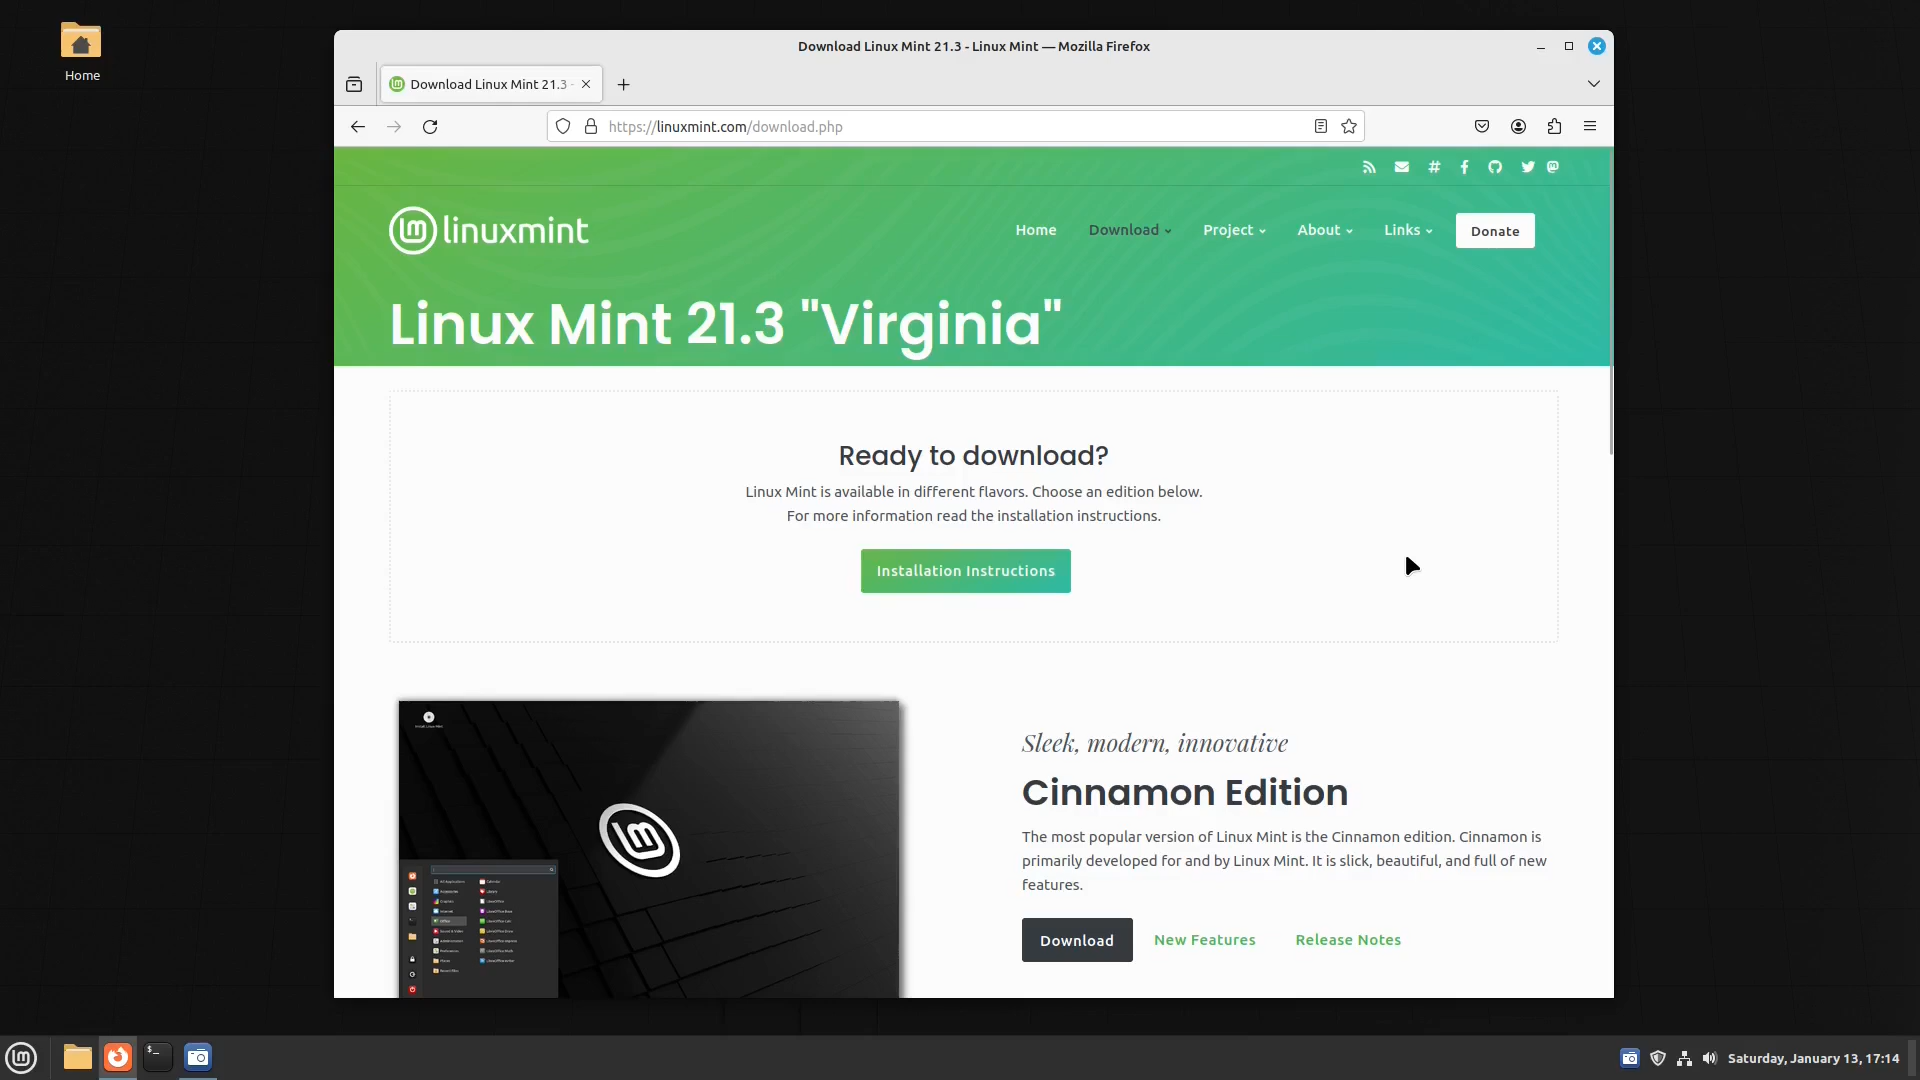 Home
Download Linux Mint 21.3 - Linux Mint — Mozilla Firefox
Download Linux Mint 21.3 -
https://linuxmint.com/download.php
linuxmint
Home
Download
Project
About
Links
Donate
Linux Mint 21.3 "Virginia"
Ready to download?
Linux Mint is available in different flavors. Choose an edition below.
For more information read the installation instructions.
Installation Instructions
Sleek, modern, innovative
Cinnamon Edition
The most popular version of Linux Mint is the Cinnamon edition. Cinnamon is
primarily developed for and by Linux Mint. It is slick, beautiful, and full of new
features.
Download
New Features
Release Notes
Saturday, January 13, 17:14